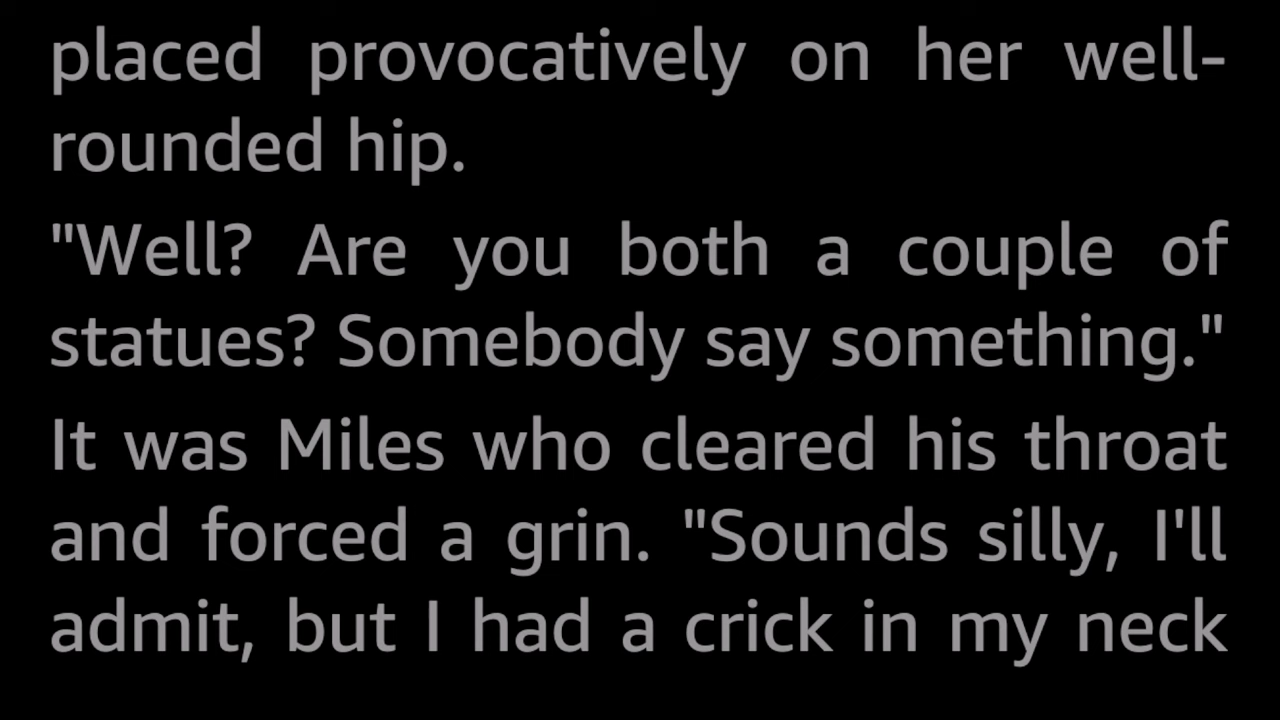 placed provocatively on her well-
rounded hip.
"Well? Are you both a couple of
statues? Somebody say something."
It was Miles who cleared his throat
and forced a grin. "Sounds silly, I'll
admit, but I had a crick in my neck